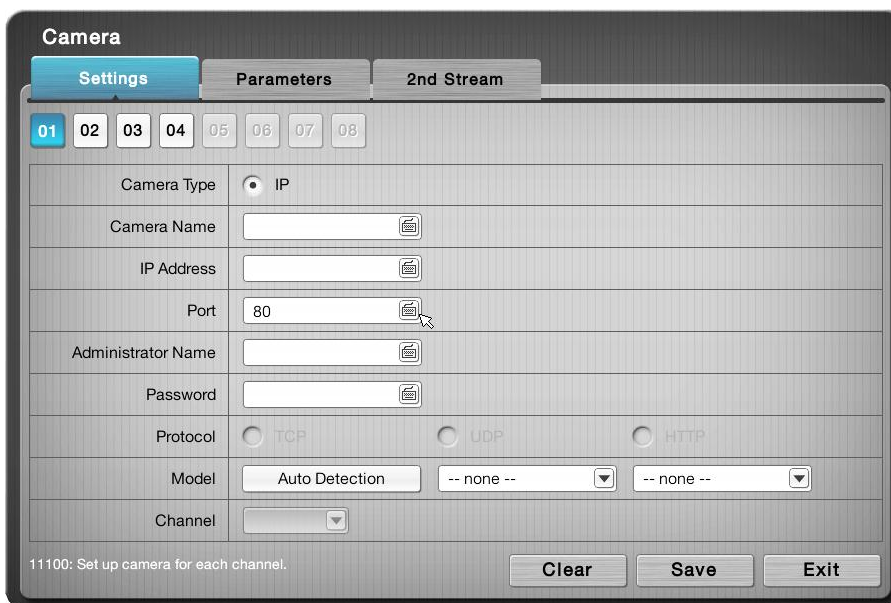 Camera
Settings Parameters 2nd Stream
01 02 03 04 05 06 07 08
Camera Type IP
Camera Name
IP Address
Port 80
Administrator Name
Password
Protocol TCP UDP HTTP
Model Auto Detection -- none -- -- none --
Channel
11100: Set up camera for each channel. Clear Save Exit